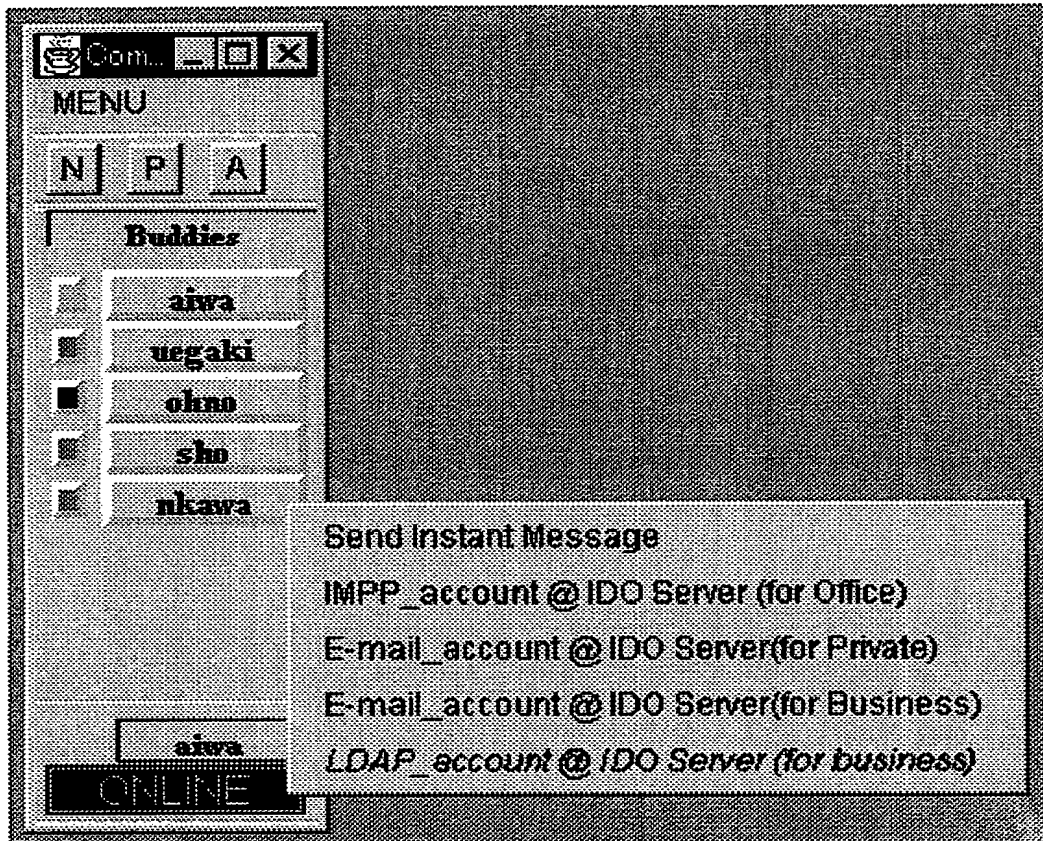 Com...
MENU
N P A
Buddies
aiwa
uegaki
ohno
sho
nkawa
Send Instant Message
IMPP_account @ IDO Server (for Office)
E-mail_account @ IDO Server(for Private)
E-mail_account @ IDO Server(for Business)
LDAP_account @ IDO Server (for business)
aiwa
ONLINE